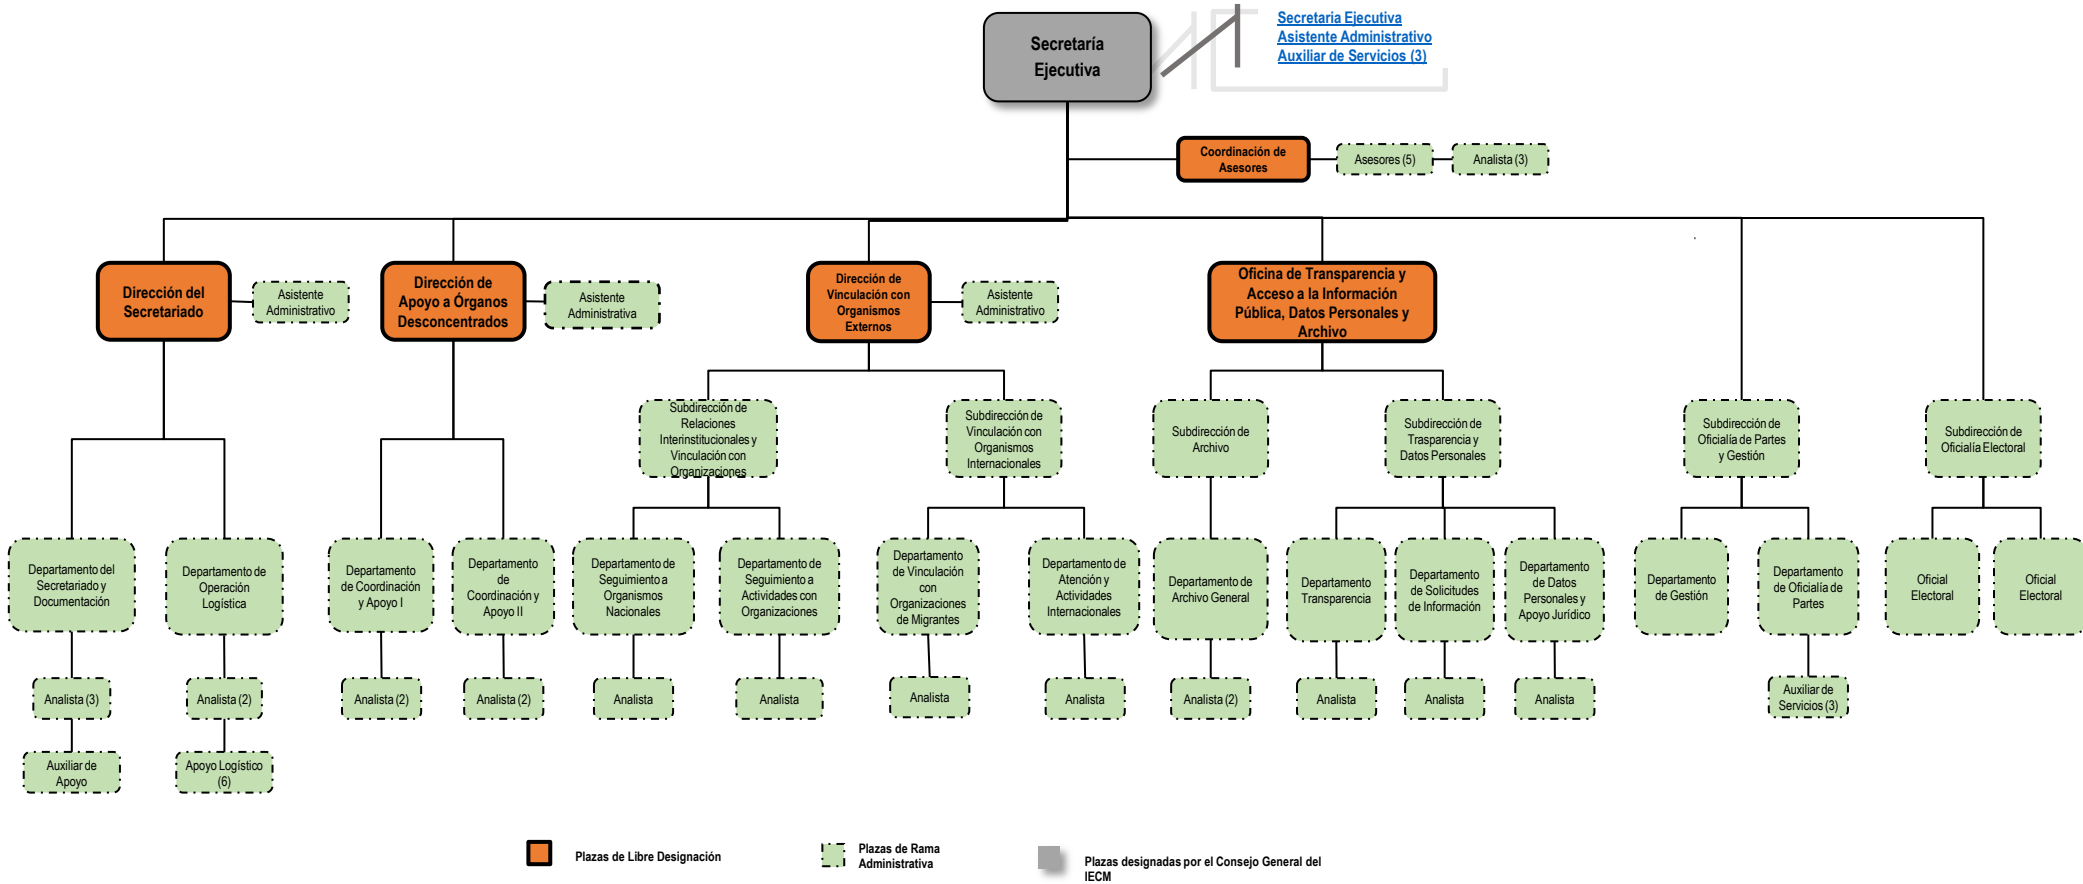 Secretaría
Ejecutiva
Secretaria Ejecutiva
Asistente Administrativo
Auxiliar de Servicios (3)
Coordinación de
Asesores
Asesores (5)
Analista (3)
Dirección del
Secretariado
Asistente
Administrativo
Dirección de
Apoyo a Órganos
Desconcentrados
Asistente
Administrativa
Dirección de
Vinculación con
Organismos
Externos
Asistente
Administrativo
Oficina de Transparencia y
Acceso a la Información
Pública, Datos Personales y
Archivo
Subdirección de
Relaciones
Interinstitucionales y
Vinculación con
Organizaciones
Subdirección de
Vinculación con
Organismos
Internacionales
Subdirección de
Archivo
Subdirección de
Trasparencia y
Datos Personales
Subdirección de
Oficialía de Partes
y Gestión
Subdirección de
Oficialía Electoral
Departamento del
Secretariado y
Documentación
Departamento de
Operación
Logística
Departamento
de Coordinación
y Apoyo I
Departamento
de
Coordinación y
Apoyo II
Departamento de
Seguimiento a
Organismos
Nacionales
Departamento de
Seguimiento a
Actividades con
Organizaciones
Departamento
de Vinculación
con
Organizaciones
de Migrantes
Departamento de
Atención y
Actividades
Internacionales
Departamento de
Archivo General
Departamento
Transparencia
Departamento
de Solicitudes
de Información
Departamento
de Datos
Personales y
Apoyo Jurídico
Departamento
de Gestión
Departamento
de Oficialía de
Partes
Oficial
Electoral
Oficial
Electoral
Analista (3)
Analista (2)
Analista (2)
Analista (2)
Analista
Analista
Analista
Analista
Analista (2)
Analista
Analista
Analista
Auxiliar de
Servicios (3)
Auxiliar de
Apoyo
Apoyo Logístico
(6)
Plazas de Libre Designación
Plazas de Rama
Administrativa
Plazas designadas por el Consejo General del
IECM